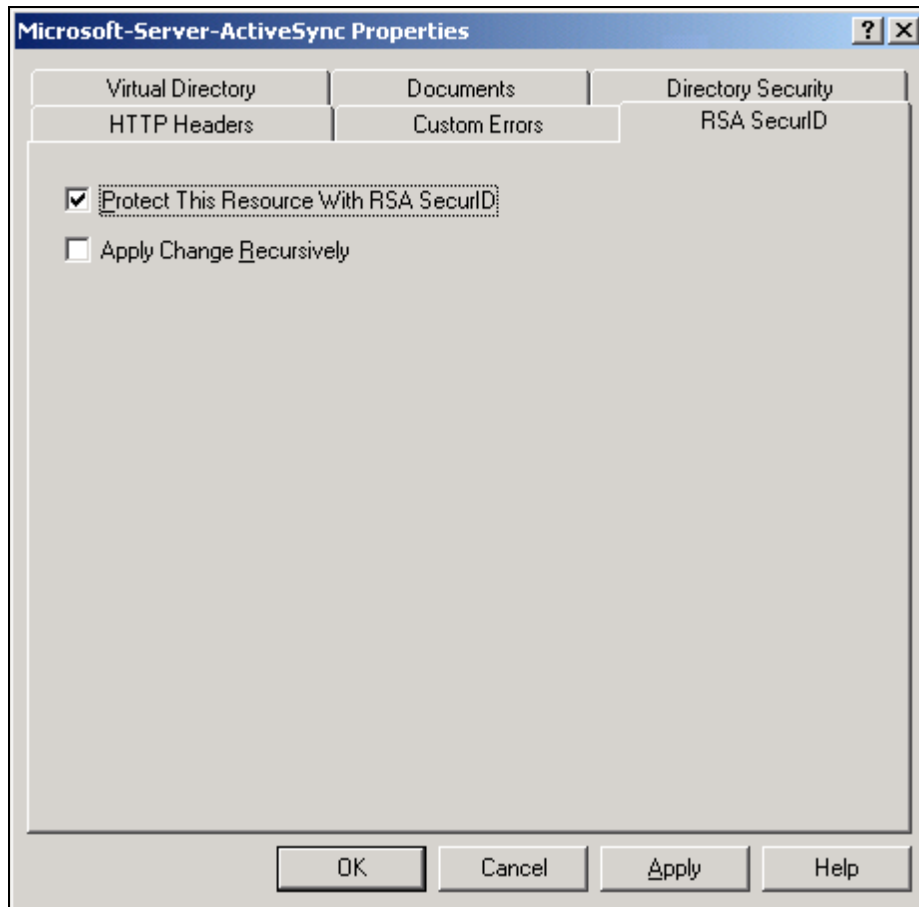 Microsoft-Server-ActiveSync Properties
Virtual Directory Documents Directory Security
HTTP Headers Custom Errors RSA SecurID
Protect This Resource With RSA SecurID
Apply Change Recursively
OK Cancel Apply Help